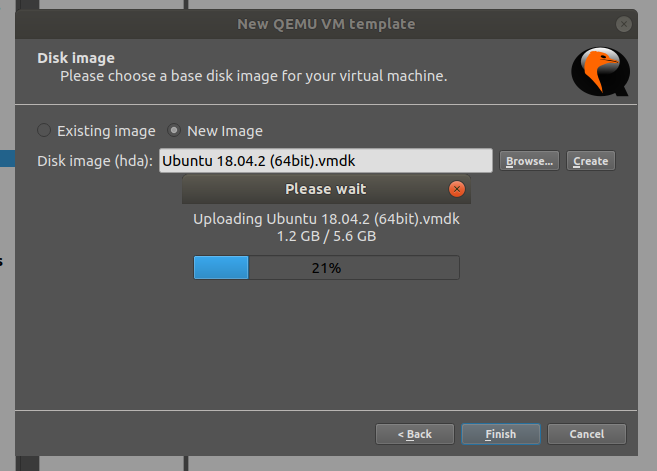 New QEMU VM template
Disk image
Please choose a base disk image for your virtual machine.
Existing image New Image
Disk image (hda): Ubuntu 18.04.2 (64bit).vmdk Browse... Create
Please wait
Uploading Ubuntu 18.04.2 (64bit).vmdk
1.2 GB / 5.6 GB
21%
s
< Back Finish Cancel